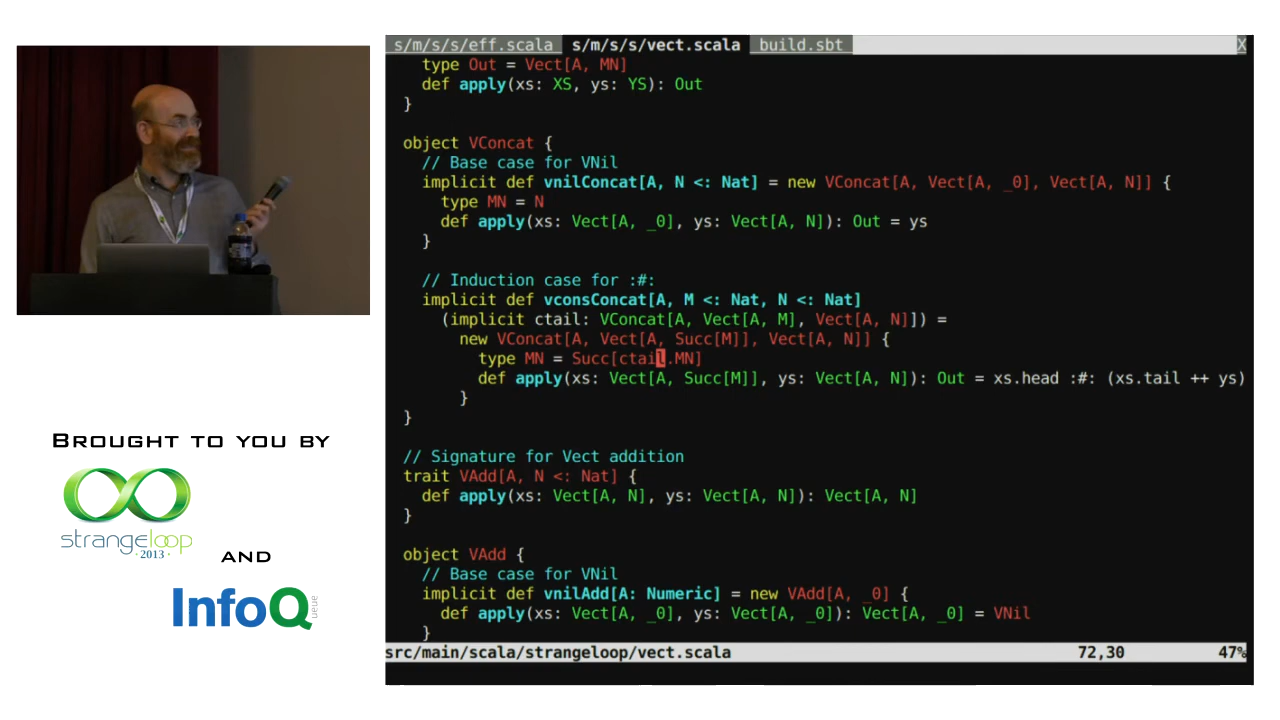 s/m/s/s/eff.scala s/m/s/s/vect.scala build.sbt X
type Out = Vect[A, MN]
def apply(xs: XS, ys: YS): Out
}
object VConcat {
// Base case for VNil
implicit def vnilConcat[A, N <: Nat] = new VConcat[A, Vect[A, _0], Vect[A, N]] {
type MN = N
def apply(xs: Vect[A, _0], ys: Vect[A, N]): Out = ys
}
// Induction case for :#:
implicit def vconsConcat[A, M <: Nat, N <: Nat]
(implicit ctail: VConcat[A, Vect[A, M], Vect[A, N]]) =
new VConcat[A, Vect[A, Succ[M]], Vect[A, N]] {
type MN = Succ[ctail.MN]
def apply(xs: Vect[A, Succ[M]], ys: Vect[A, N]): Out = xs.head :#: (xs.tail ++ ys)
}
}
// Signature for Vect addition
trait VAdd[A, N <: Nat] {
def apply(xs: Vect[A, N], ys: Vect[A, N]): Vect[A, N]
}
object VAdd {
// Base case for VNil
implicit def vnilAdd[A: Numeric] = new VAdd[A, _0] {
def apply(xs: Vect[A, _0], ys: Vect[A, _0]): Vect[A, _0] = VNil
}
src/main/scala/strangeloop/vect.scala 72,30 47%
BROUGHT TO YOU BY
strangeloop
·2013·
AND
InfoQ
ueue